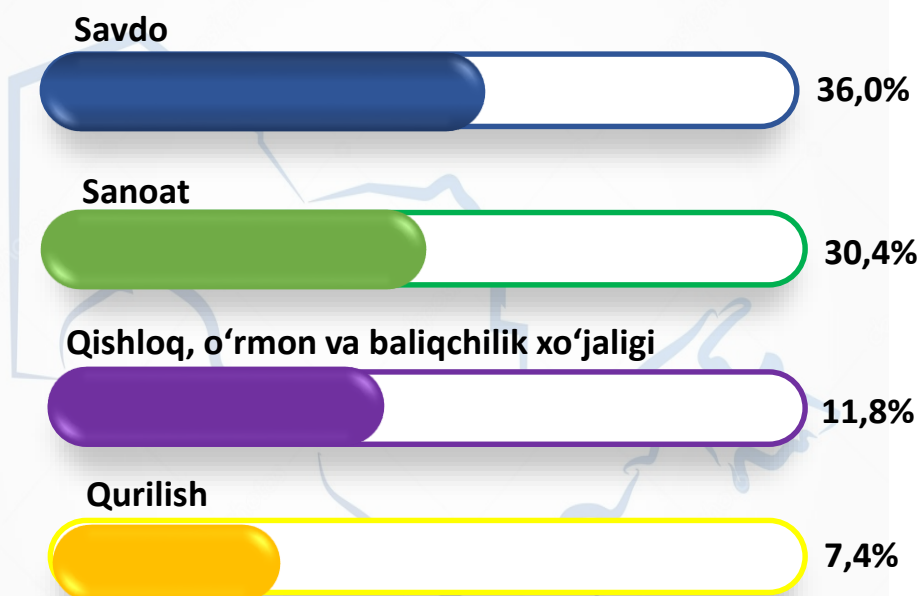 Savdo
36,0%
Sanoat
30,4%
Qishloq, o‘rmon va baliqchilik xo‘jaligi
11,8%
Qurilish
7,4%